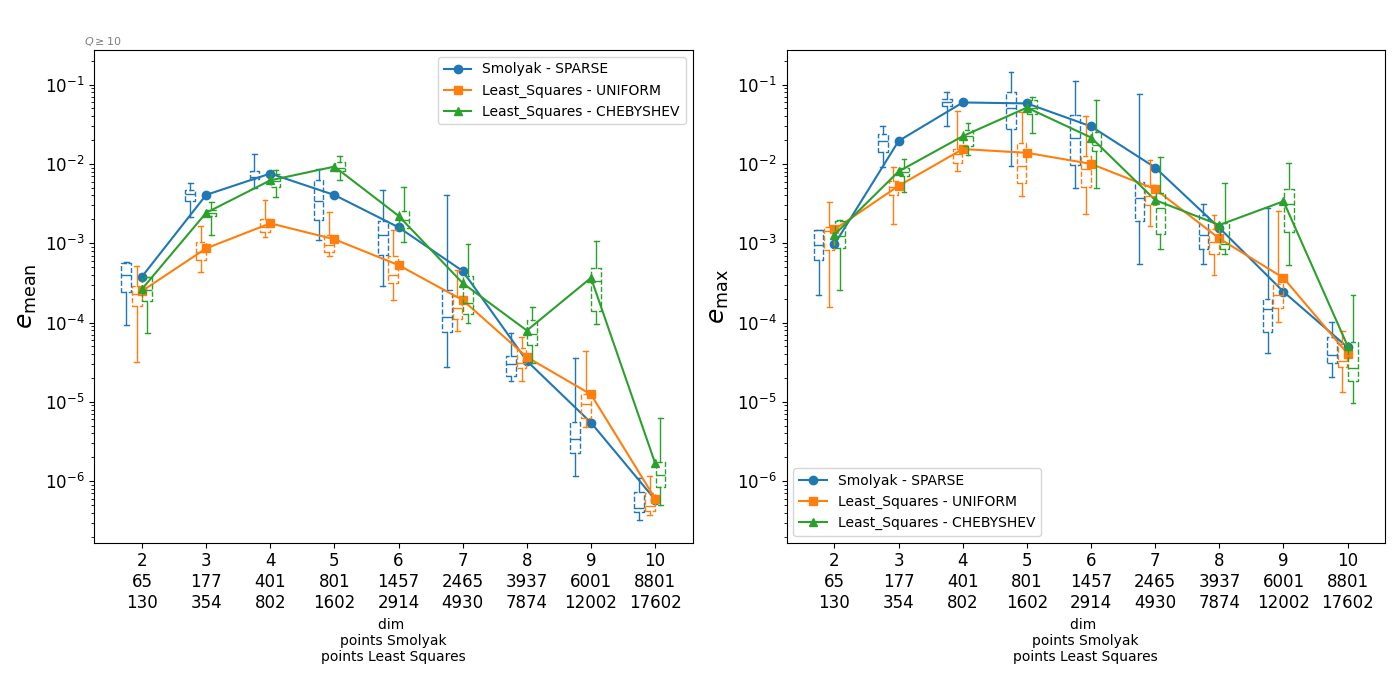 Q ≥ 10
Smolyak - SPARSE
Least_Squares - UNIFORM
Least_Squares - CHEBYSHEV
10⁻¹
10⁻²
10⁻³
10⁻⁴
10⁻⁵
10⁻⁶
e_mean
2 3 4 5 6 7 8 9 10
65 177 401 801 1457 2465 3937 6001 8801
130 354 802 1602 2914 4930 7874 12002 17602
dim
points Smolyak
points Least Squares
10⁻¹
10⁻²
10⁻³
10⁻⁴
10⁻⁵
10⁻⁶
e_max
Smolyak - SPARSE
Least_Squares - UNIFORM
Least_Squares - CHEBYSHEV
2 3 4 5 6 7 8 9 10
65 177 401 801 1457 2465 3937 6001 8801
130 354 802 1602 2914 4930 7874 12002 17602
dim
points Smolyak
points Least Squares